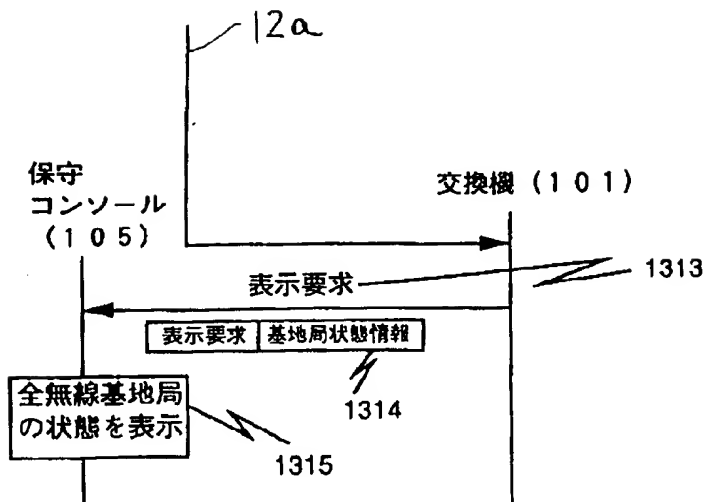 12a
保守
コンソール
(105)
交換機 (101)
表示要求
1313
表示要求 基地局状態情報
1314
全無線基地局
の状態を表示
1315